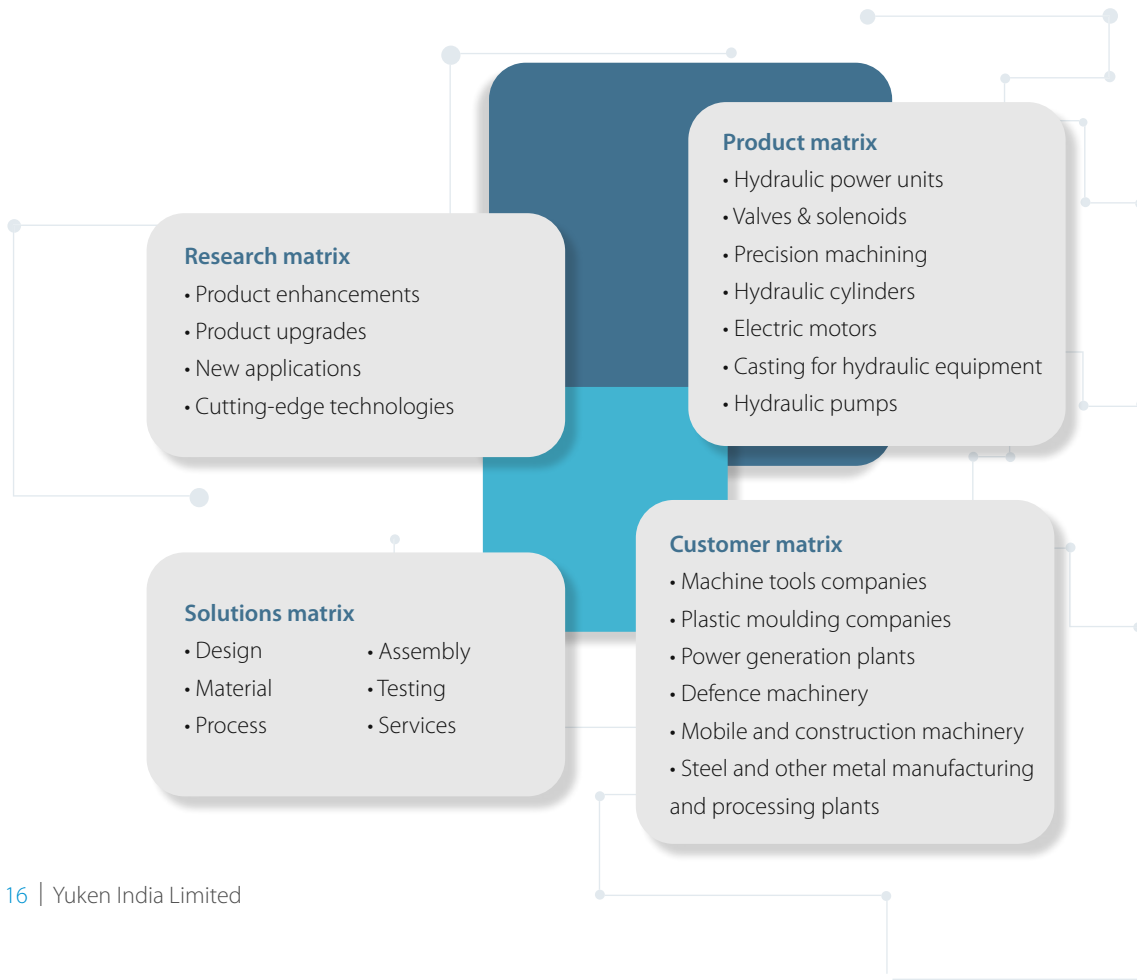 Research matrix
• Product enhancements
• Product upgrades
• New applications
• Cutting-edge technologies
Product matrix
• Hydraulic power units
• Valves & solenoids
• Precision machining
• Hydraulic cylinders
• Electric motors
• Casting for hydraulic equipment
• Hydraulic pumps
Solutions matrix
• Design
• Material
• Process
• Assembly
• Testing
• Services
Customer matrix
• Machine tools companies
• Plastic moulding companies
• Power generation plants
• Defence machinery
• Mobile and construction machinery
• Steel and other metal manufacturing
and processing plants
16 | Yuken India Limited